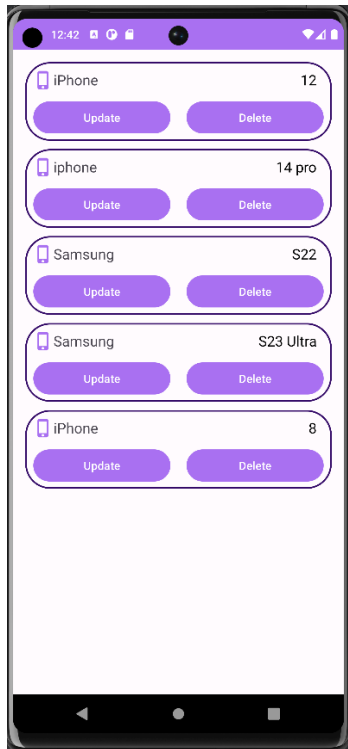 12:42
iPhone 12
Update Delete
iphone 14 pro
Update Delete
Samsung S22
Update Delete
Samsung S23 Ultra
Update Delete
iPhone 8
Update Delete